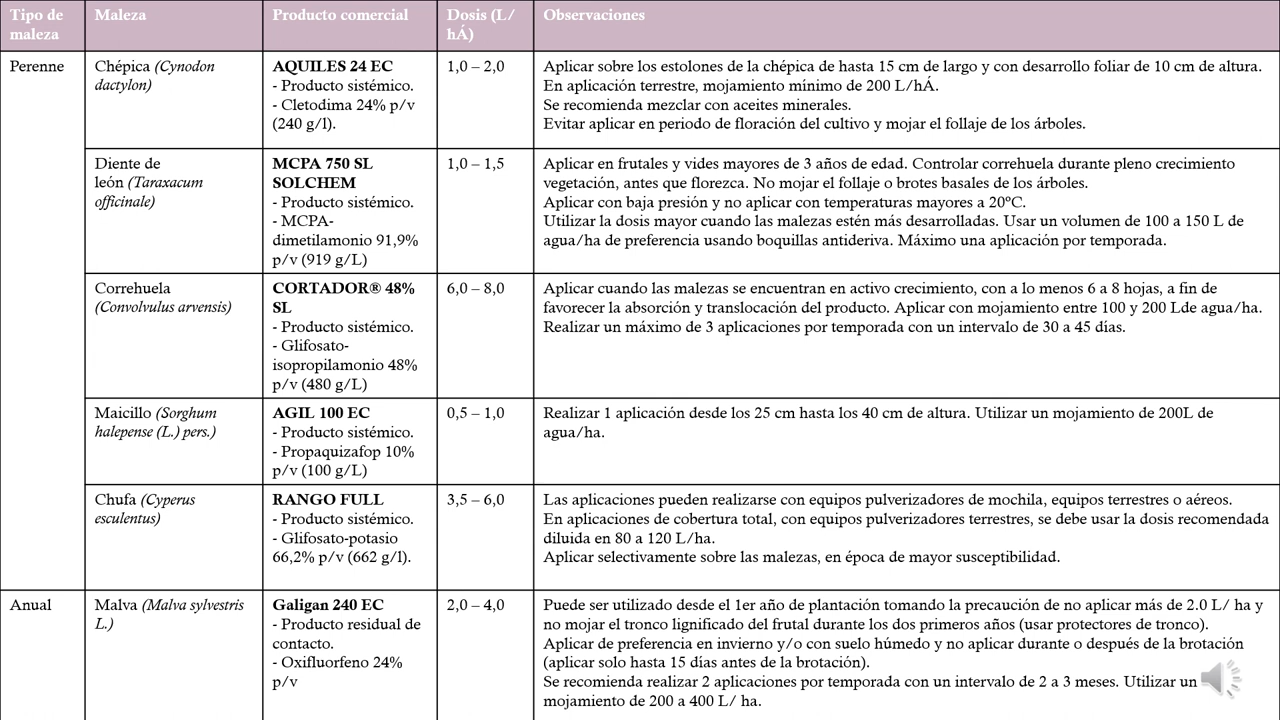 Tipo de maleza
Maleza
Producto comercial
Dosis (L/
hÁ)
Observaciones
Perenne
Chépica (Cynodon
dactylon)
AQUILES 24 EC
- Producto sistémico.
- Cletodima 24% p/v
(240 g/l).
1,0 – 2,0
Aplicar sobre los estolones de la chépica de hasta 15 cm de largo y con desarrollo foliar de 10 cm de altura.
En aplicación terrestre, mojamiento mínimo de 200 L/hÁ.
Se recomienda mezclar con aceites minerales.
Evitar aplicar en periodo de floración del cultivo y mojar el follaje de los árboles.
Diente de
león (Taraxacum
officinale)
MCPA 750 SL
SOLCHEM
- Producto sistémico.
- MCPA-
dimetilamonio 91,9%
p/v (919 g/L)
1,0 – 1,5
Aplicar en frutales y vides mayores de 3 años de edad. Controlar correhuela durante pleno crecimiento
vegetación, antes que florezca. No mojar el follaje o brotes basales de los árboles.
Aplicar con baja presión y no aplicar con temperaturas mayores a 20ºC.
Utilizar la dosis mayor cuando las malezas estén más desarrolladas. Usar un volumen de 100 a 150 L de
agua/ha de preferencia usando boquillas antideriva. Máximo una aplicación por temporada.
Correhuela
(Convolvulus arvensis)
CORTADOR® 48%
SL
- Producto sistémico.
- Glifosato-
isopropilamonio 48%
p/v (480 g/L)
6,0 – 8,0
Aplicar cuando las malezas se encuentran en activo crecimiento, con a lo menos 6 a 8 hojas, a fin de
favorecer la absorción y translocación del producto. Aplicar con mojamiento entre 100 y 200 Lde agua/ha.
Realizar un máximo de 3 aplicaciones por temporada con un intervalo de 30 a 45 días.
Maicillo (Sorghum
halepense (L.) pers.)
AGIL 100 EC
- Producto sistémico.
- Propaquizafop 10%
p/v (100 g/L)
0,5 – 1,0
Realizar 1 aplicación desde los 25 cm hasta los 40 cm de altura. Utilizar un mojamiento de 200L de
agua/ha.
Chufa (Cyperus
esculentus)
RANGO FULL
- Producto sistémico.
- Glifosato-potasio
66,2% p/v (662 g/l).
3,5 – 6,0
Las aplicaciones pueden realizarse con equipos pulverizadores de mochila, equipos terrestres o aéreos.
En aplicaciones de cobertura total, con equipos pulverizadores terrestres, se debe usar la dosis recomendada
diluida en 80 a 120 L/ha.
Aplicar selectivamente sobre las malezas, en época de mayor susceptibilidad.
Anual
Malva (Malva sylvestris
L.)
Galigan 240 EC
- Producto residual de
contacto.
- Oxifluorfeno 24%
p/v
2,0 – 4,0
Puede ser utilizado desde el 1er año de plantación tomando la precaución de no aplicar más de 2.0 L/ ha y
no mojar el tronco lignificado del frutal durante los dos primeros años (usar protectores de tronco).
Aplicar de preferencia en invierno y/o con suelo húmedo y no aplicar durante o después de la brotación
(aplicar solo hasta 15 días antes de la brotación).
Se recomienda realizar 2 aplicaciones por temporada con un intervalo de 2 a 3 meses. Utilizar un
mojamiento de 200 a 400 L/ ha.